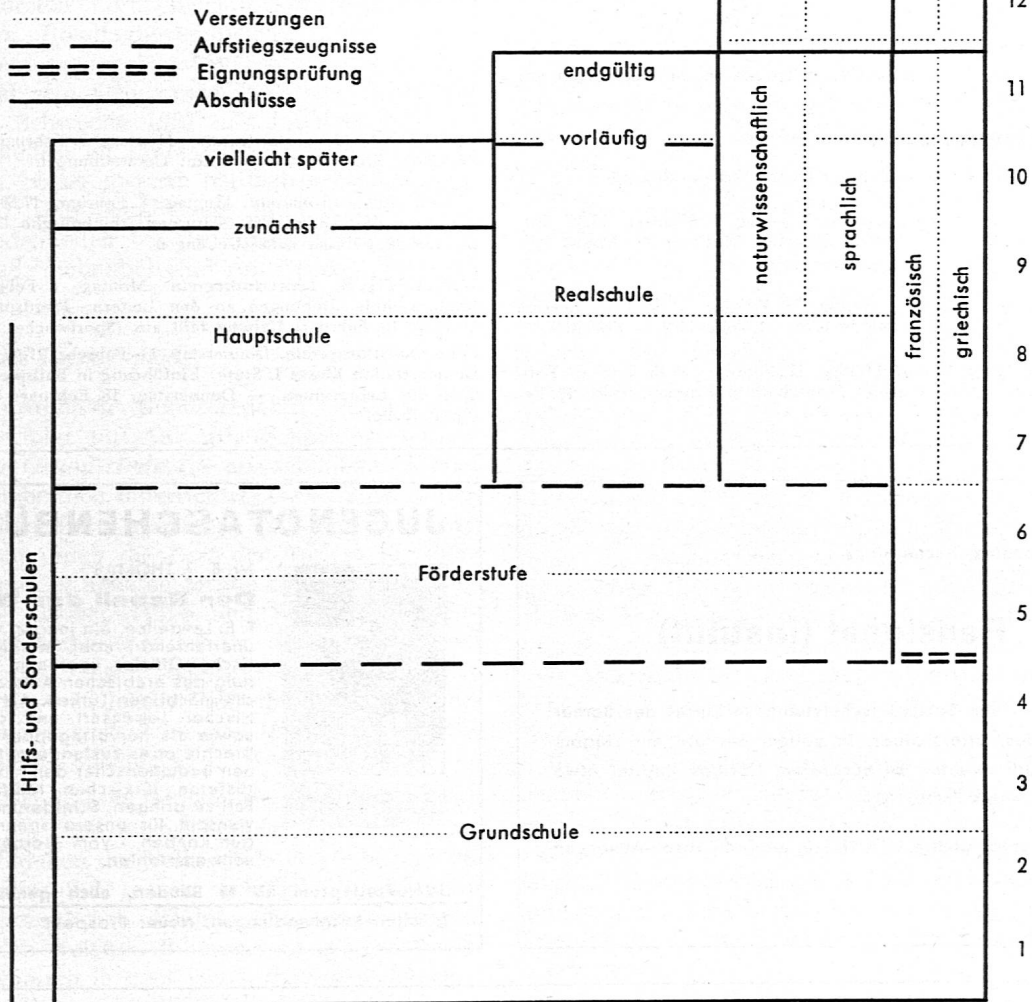 12
Versetzungen
Aufstiegszeugnisse
Eignungsprüfung
Abschlüsse
endgültig
11
vorläufig
vielleicht später
naturwissenschaftlich
sprachlich
10
zunächst
9
Realschule
französisch
griechisch
Hauptschule
8
7
6
Förderstufe
5
Hilfs- und Sonderschulen
4
3
Grundschule
2
1